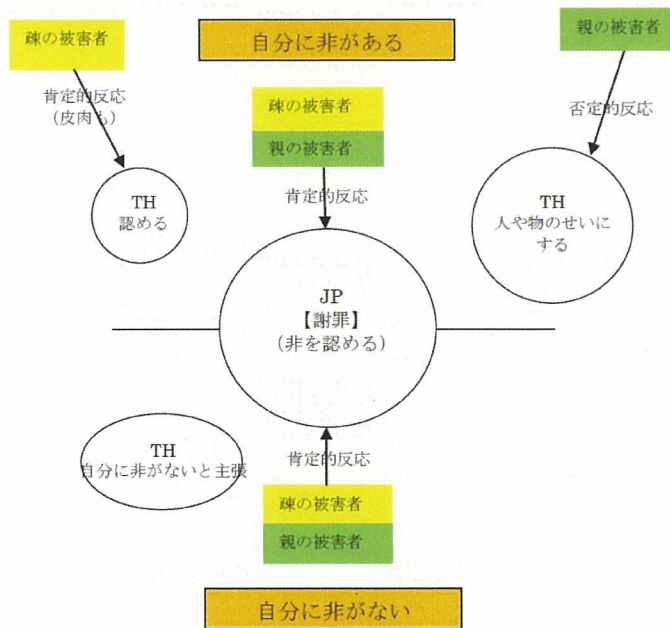 疎の被害者
自分に非がある
親の被害者
肯定的反応
(皮肉も)
疎の被害者
親の被害者
否定的反応
TH
認める
肯定的反応
TH
人や物のせいに
する
JP
【謝罪】
(非を認める)
TH
自分に非がないと主張
肯定的反応
疎の被害者
親の被害者
自分に非がない